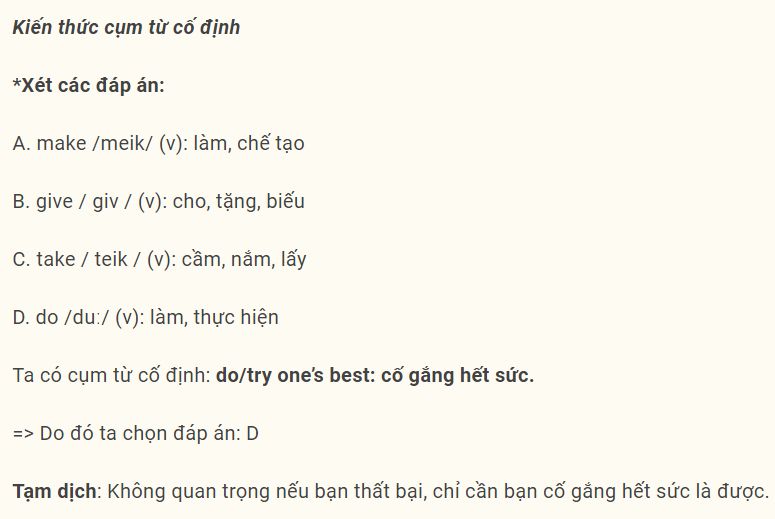 Kiến thức cụm từ cố định
*Xét các đáp án:
A. make /meik/ (v): làm, chế tạo
B. give / giv / (v): cho, tặng, biếu
C. take / teik / (v): cầm, nắm, lấy
D. do /duː/ (v): làm, thực hiện
Ta có cụm từ cố định: do/try one’s best: cố gắng hết sức.
=> Do đó ta chọn đáp án: D
Tạm dịch: Không quan trọng nếu bạn thất bại, chỉ cần bạn cố gắng hết sức là được.